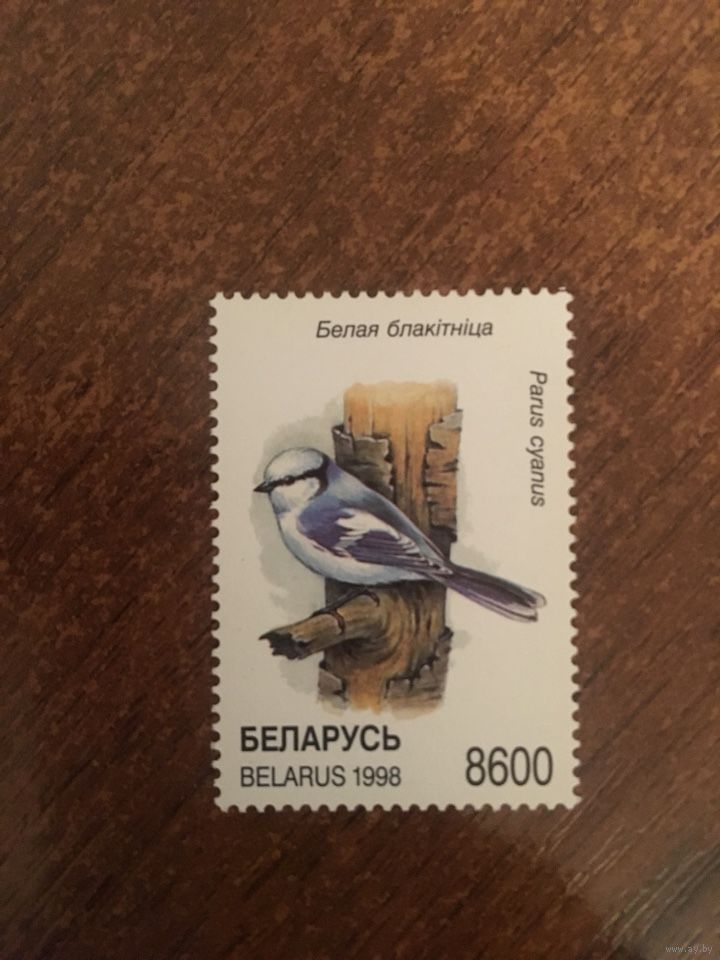 Белая блакітніца
Parus cyanus
БЕЛАРУСЬ
BELARUS 1998
8600
www.ay.by